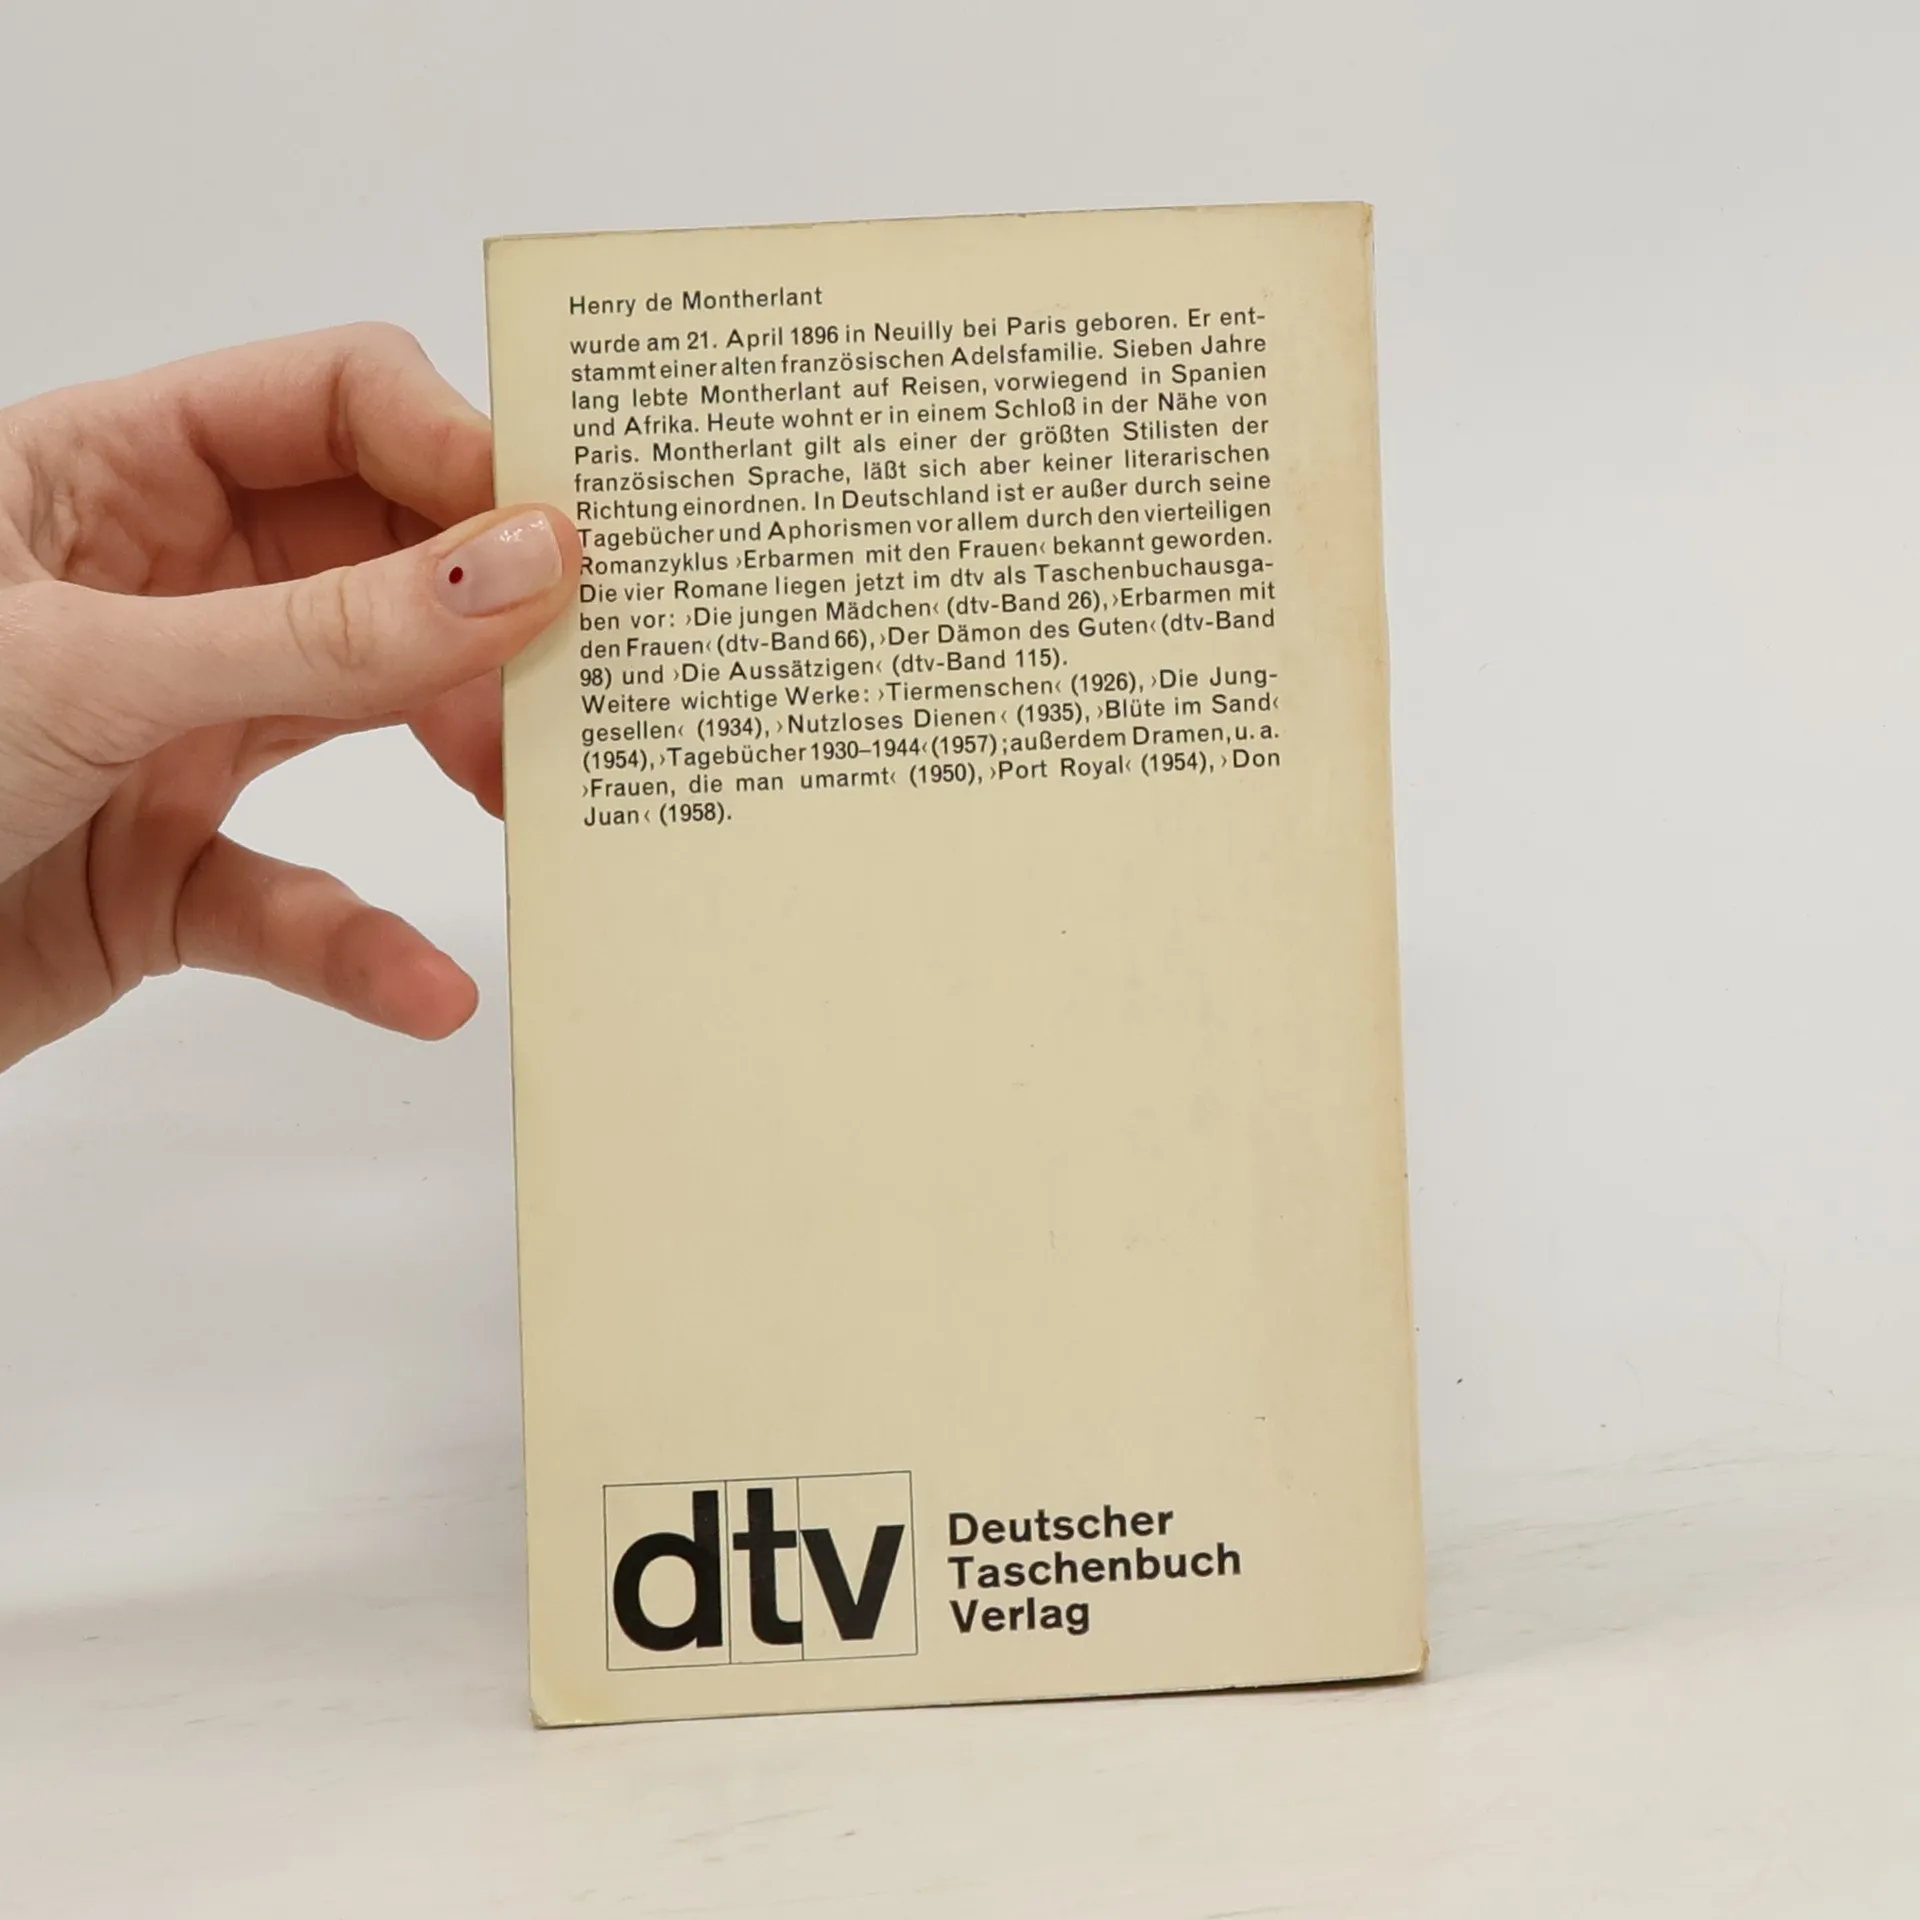 Henry de Montherlant
wurde am 21. April 1896 in Neuilly bei Paris geboren. Er ent-
stammt einer alten französischen Adelsfamilie. Sieben Jahre
lang lebte Montherlant auf Reisen, vorwiegend in Spanien
und Afrika. Heute wohnt er in einem Schloß in der Nähe von
Paris. Montherlant gilt als einer der größten Stilisten der
französischen Sprache, läßt sich aber keiner literarischen
Richtung einordnen. In Deutschland ist er außer durch seine
Tagebücher und Aphorismen vor allem durch den vierteiligen
Romanzyklus ›Erbarmen mit den Frauen‹ bekannt geworden.
Die vier Romane liegen jetzt im dtv als Taschenbuchausga-
ben vor: ›Die jungen Mädchen‹ (dtv-Band 26), ›Erbarmen mit
den Frauen‹ (dtv-Band 66), ›Der Dämon des Guten‹ (dtv-Band
98) und ›Die Aussätzigen‹ (dtv-Band 115).
Weitere wichtige Werke: ›Tiermenschen‹ (1926), ›Die Jung-
gesellen‹ (1934), ›Nutzloses Dienen‹ (1935), ›Blüte im Sand‹
(1954), ›Tagebücher 1930–1944‹ (1957); außerdem Dramen, u. a.
›Frauen, die man umarmt‹ (1950), ›Port Royal‹ (1954), ›Don
Juan‹ (1958).
dtv
Deutscher
Taschenbuch
Verlag